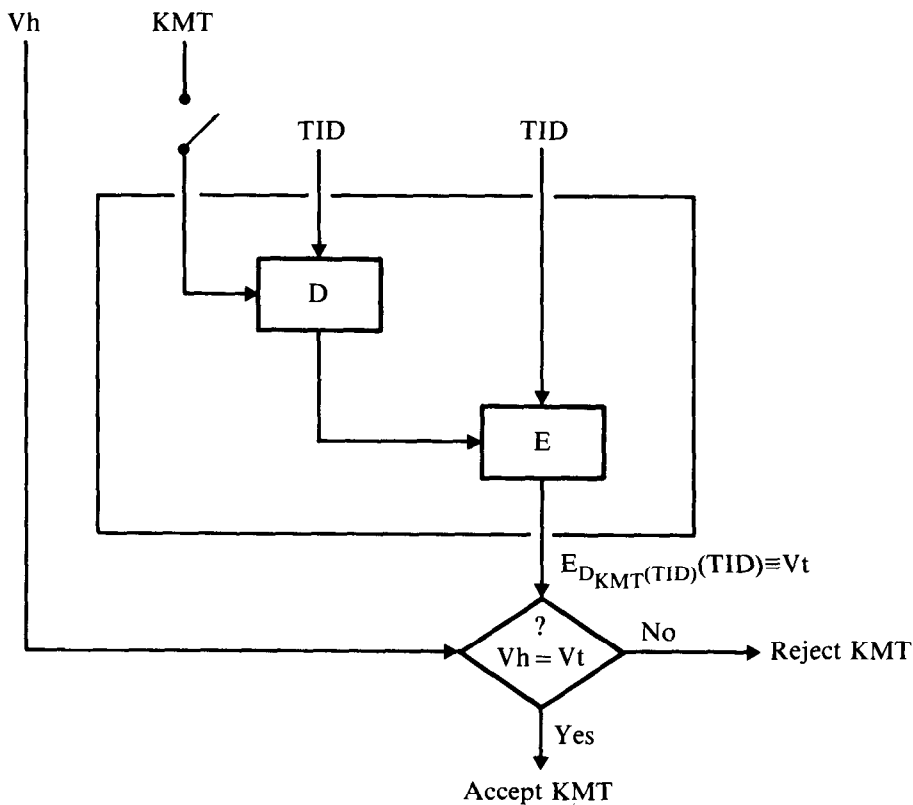 Vh KMT
TID TID
D
E
E_{D_{KMT}(TID)}(TID)≡Vt
?
Vh = Vt
No
Reject KMT
Yes
Accept KMT